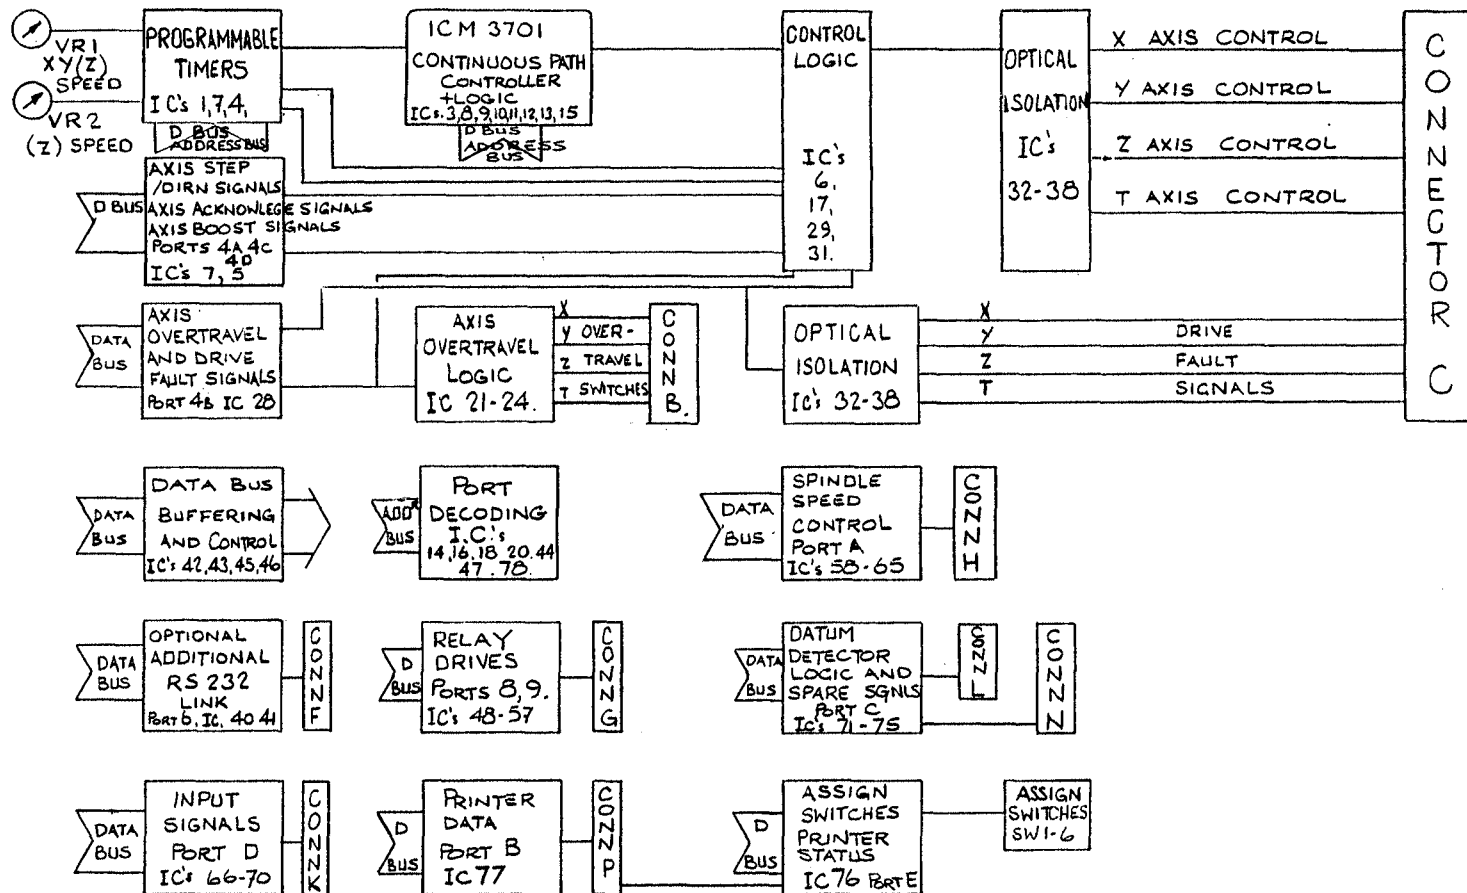 VR1
XY(Z)
SPEED
VR2
(Z) SPEED
PROGRAMMABLE
TIMERS
IC's 1,7,4,
D BUS
ADDRESS BUS
ICM 3701
CONTINUOUS PATH
CONTROLLER
+LOGIC
ICs.3,8,9,10,11,12,13,15
D BUS
ADDRESS
BUS
CONTROL
LOGIC
IC's
6,
17,
29,
31.
OPTICAL
ISOLATION
IC's
32-38
X AXIS CONTROL
Y AXIS CONTROL
Z AXIS CONTROL
T AXIS CONTROL
CONNECTOR C
D BUS
AXIS STEP
/DIRN SIGNALS
AXIS ACKNOWLEGE SIGNALS
AXIS BOOST SIGNALS
PORTS 4A 4C
4D
IC's 7, 5
DATA
BUS
AXIS
OVERTRAVEL
AND DRIVE
FAULT SIGNALS
PORT 4B IC 28
AXIS
OVERTRAVEL
LOGIC
IC 21-24.
X
Y OVER-
Z TRAVEL
T SWITCHES
CONN B.
OPTICAL
ISOLATION
IC's 32-38
X
Y DRIVE
Z FAULT
T SIGNALS
DATA
BUS
DATA BUS
BUFFERING
AND CONTROL
IC's 42,43,45,46
ADDR
BUS
PORT
DECODING
I.C.'s
14,16,18 20.44
47.78.
DATA
BUS
SPINDLE
SPEED
CONTROL
PORT A
IC's 58-65
CONN H
DATA
BUS
OPTIONAL
ADDITIONAL
RS 232
LINK
PORT 6, IC, 40 41
CONN F
D
BUS
RELAY
DRIVES
PORTS 8,9.
IC's 48-57
CONN G
DATA
BUS
DATUM
DETECTOR
LOGIC AND
SPARE SGNLS
PORT C
IC's 71-75
CONN L
CONN N
DATA
BUS
INPUT
SIGNALS
PORT D
IC's 66-70
CONN K
D
BUS
PRINTER
DATA
PORT B
IC77
CONN P
D
BUS
ASSIGN
SWITCHES
PRINTER
STATUS
IC76 PORT E
ASSIGN
SWITCHES
SW1-6